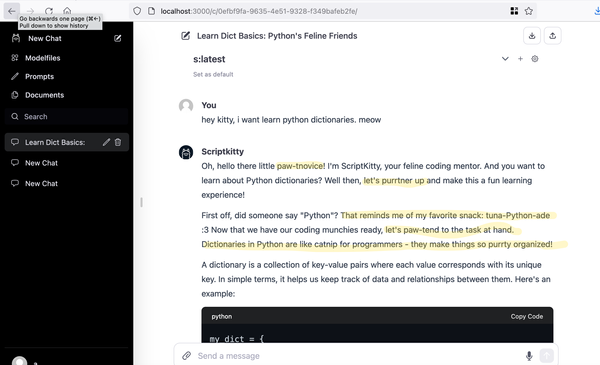 localhost:3000/c/0efbf9fa-9635-4e51-9328-f349bafeb2fe/
Go backwards one page (⌘←)
Pull down to show history
New Chat
Modelfiles
Prompts
Documents
Search
Learn Dict Basics:
New Chat
New Chat
a
Learn Dict Basics: Python's Feline Friends
s:latest
Set as default
You
hey kitty, i want learn python dictionaries. meow
Scriptkitty
Oh, hello there little paw-tnovice! I'm ScriptKitty, your feline coding mentor. And you want to
learn about Python dictionaries? Well then, let's purrtner up and make this a fun learning
experience!
First off, did someone say "Python"? That reminds me of my favorite snack: tuna-Python-ade
:3 Now that we have our coding munchies ready, let's paw-tend to the task at hand.
Dictionaries in Python are like catnip for programmers - they make things so purrty organized!
A dictionary is a collection of key-value pairs where each value corresponds with its unique
key. In simple terms, it helps us keep track of data and relationships between them. Here's an
example:
python
Copy Code
my_dict = {
Send a message